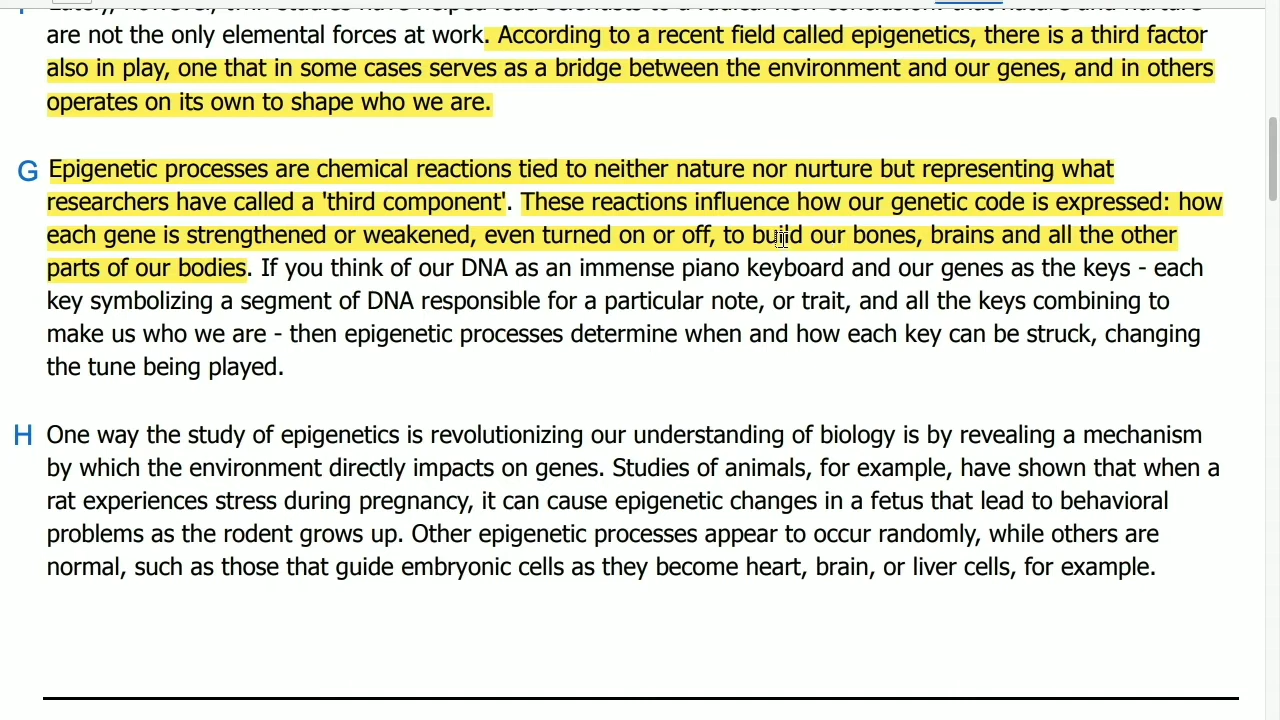 are not the only elemental forces at work. According to a recent field called epigenetics, there is a third factor
also in play, one that in some cases serves as a bridge between the environment and our genes, and in others
operates on its own to shape who we are.
G Epigenetic processes are chemical reactions tied to neither nature nor nurture but representing what
researchers have called a 'third component'. These reactions influence how our genetic code is expressed: how
each gene is strengthened or weakened, even turned on or off, to build our bones, brains and all the other
parts of our bodies. If you think of our DNA as an immense piano keyboard and our genes as the keys - each
key symbolizing a segment of DNA responsible for a particular note, or trait, and all the keys combining to
make us who we are - then epigenetic processes determine when and how each key can be struck, changing
the tune being played.
H One way the study of epigenetics is revolutionizing our understanding of biology is by revealing a mechanism
by which the environment directly impacts on genes. Studies of animals, for example, have shown that when a
rat experiences stress during pregnancy, it can cause epigenetic changes in a fetus that lead to behavioral
problems as the rodent grows up. Other epigenetic processes appear to occur randomly, while others are
normal, such as those that guide embryonic cells as they become heart, brain, or liver cells, for example.